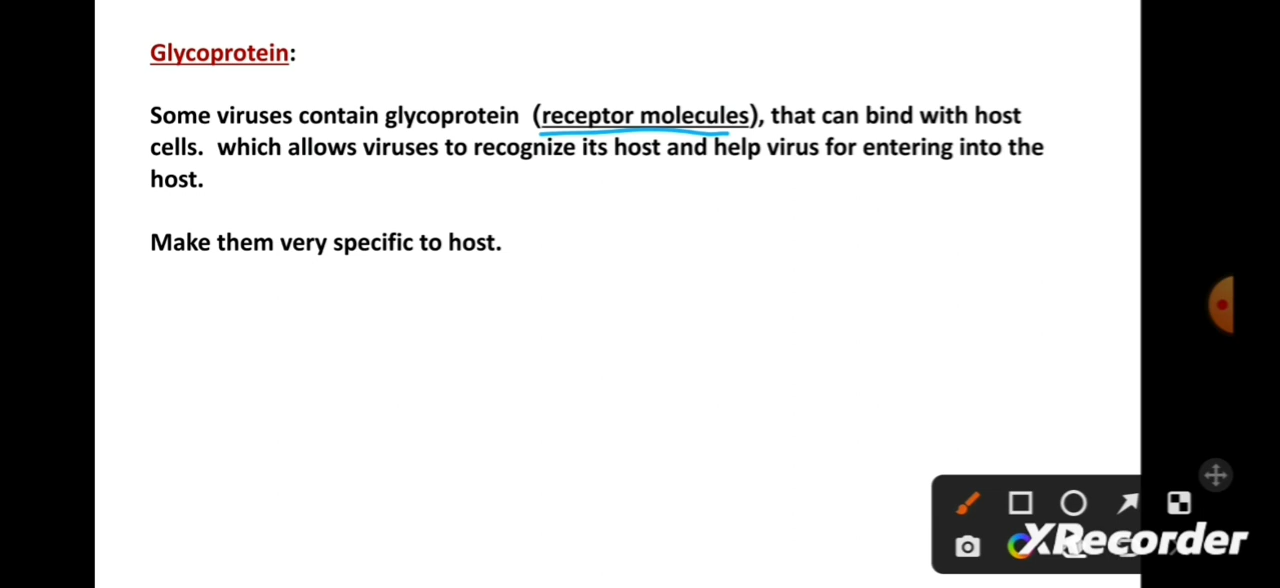 Glycoprotein:
Some viruses contain glycoprotein (receptor molecules), that can bind with host
cells. which allows viruses to recognize its host and help virus for entering into the
host.
Make them very specific to host.
XRecorder